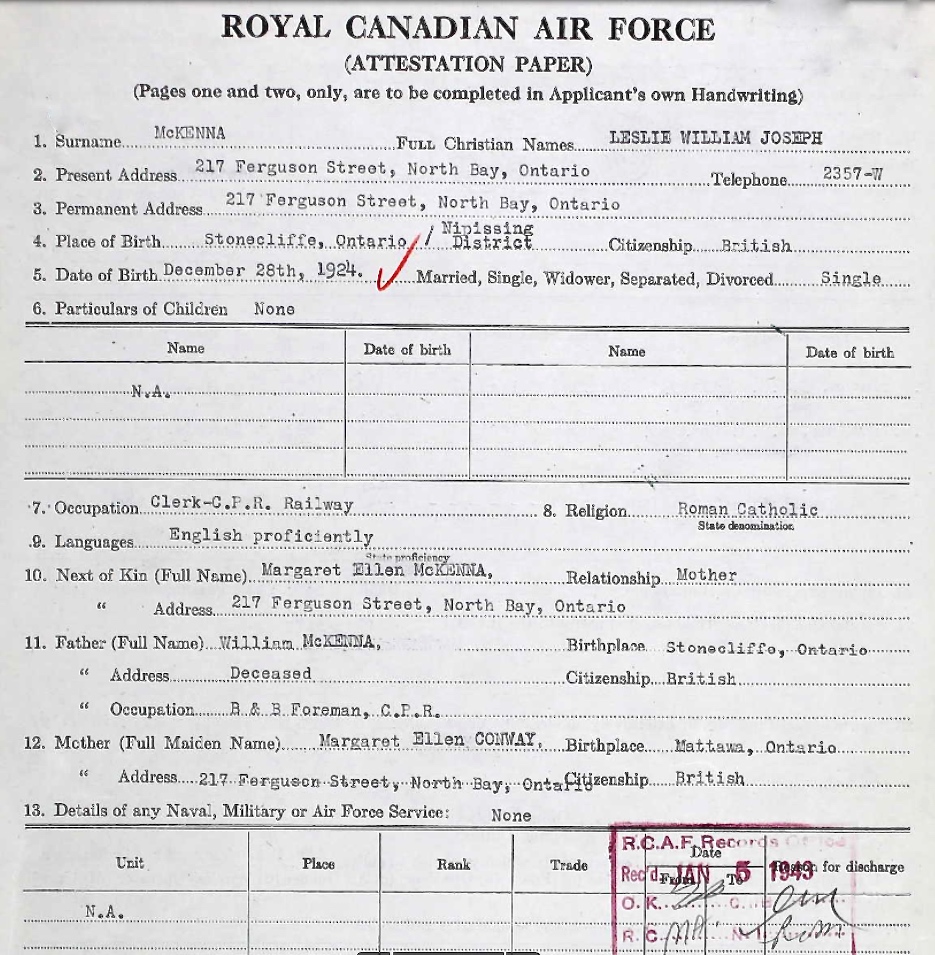 ROYAL CANADIAN AIR FORCE
(ATTESTATION PAPER)
(Pages one and two, only, are to be completed in Applicant's own Handwriting)
1. Surname McKENNA FULL Christian Names LESLIE WILLIAM JOSEPH
2. Present Address 217 Ferguson Street, North Bay, Ontario Telephone 2357-W
3. Permanent Address 217 Ferguson Street, North Bay, Ontario
4. Place of Birth Stonecliffe, Ontario / Nipissing District Citizenship British
5. Date of Birth December 28th, 1924. Married, Single, Widower, Separated, Divorced Single
6. Particulars of Children None
Name Date of birth Name Date of birth
N.A.
7. Occupation Clerk-C.P.R. Railway 8. Religion Roman Catholic
State denomination
9. Languages English proficiently
State proficiency
10. Next of Kin (Full Name) Margaret Ellen McKENNA, Relationship Mother
" Address 217 Ferguson Street, North Bay, Ontario
11. Father (Full Name) William McKENNA, Birthplace Stonecliffe, Ontario
" Address Deceased Citizenship British
" Occupation B & B Foreman, C.P.R.
12. Mother (Full Maiden Name) Margaret Ellen CONWAY, Birthplace Mattawa, Ontario
" Address 217 Ferguson Street, North Bay, Ontario Citizenship British
13. Details of any Naval, Military or Air Force Service: None
Unit Place Rank Trade Date From To Reason for discharge
R.C.A.F. Records Office
Rec'd JAN 5 1943
N.A.
O.K. C.
R.C. N